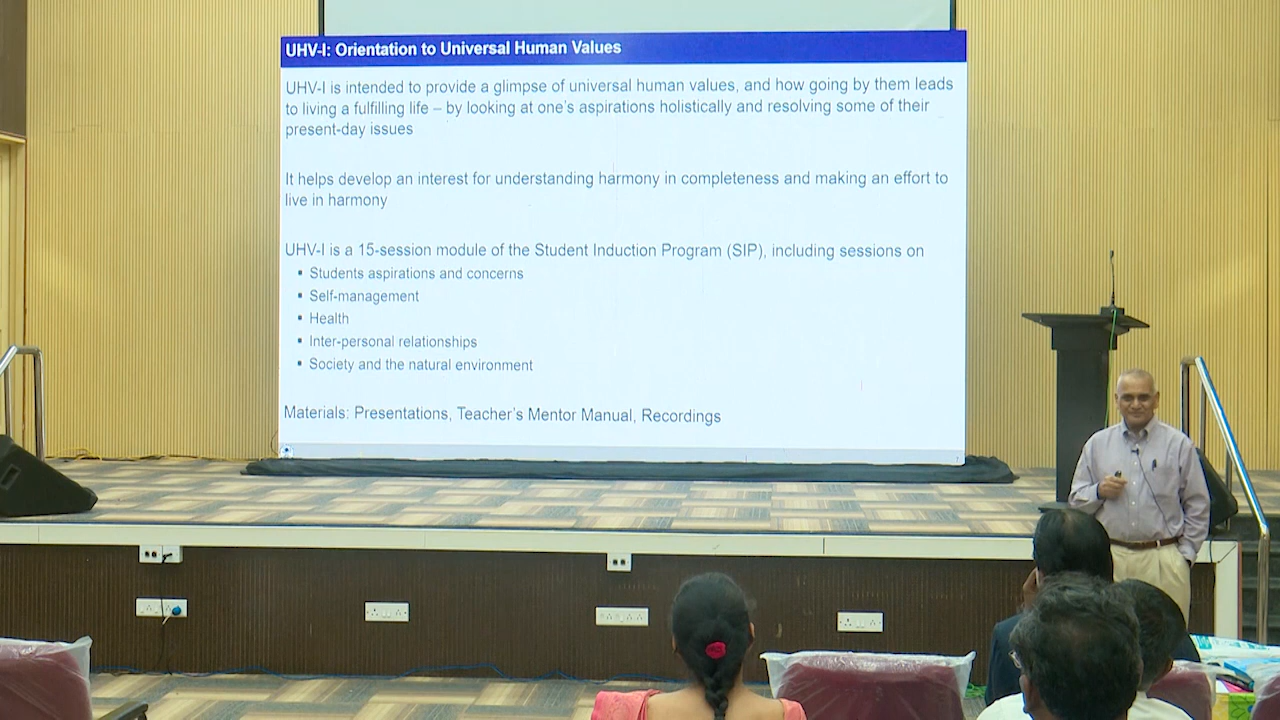 UHV-I: Orientation to Universal Human Values
UHV-I is intended to provide a glimpse of universal human values, and how going by them leads
to living a fulfilling life – by looking at one's aspirations holistically and resolving some of their
present-day issues
It helps develop an interest for understanding harmony in completeness and making an effort to
live in harmony
UHV-I is a 15-session module of the Student Induction Program (SIP), including sessions on
▪ Students aspirations and concerns
▪ Self-management
▪ Health
▪ Inter-personal relationships
▪ Society and the natural environment
Materials: Presentations, Teacher's Mentor Manual, Recordings